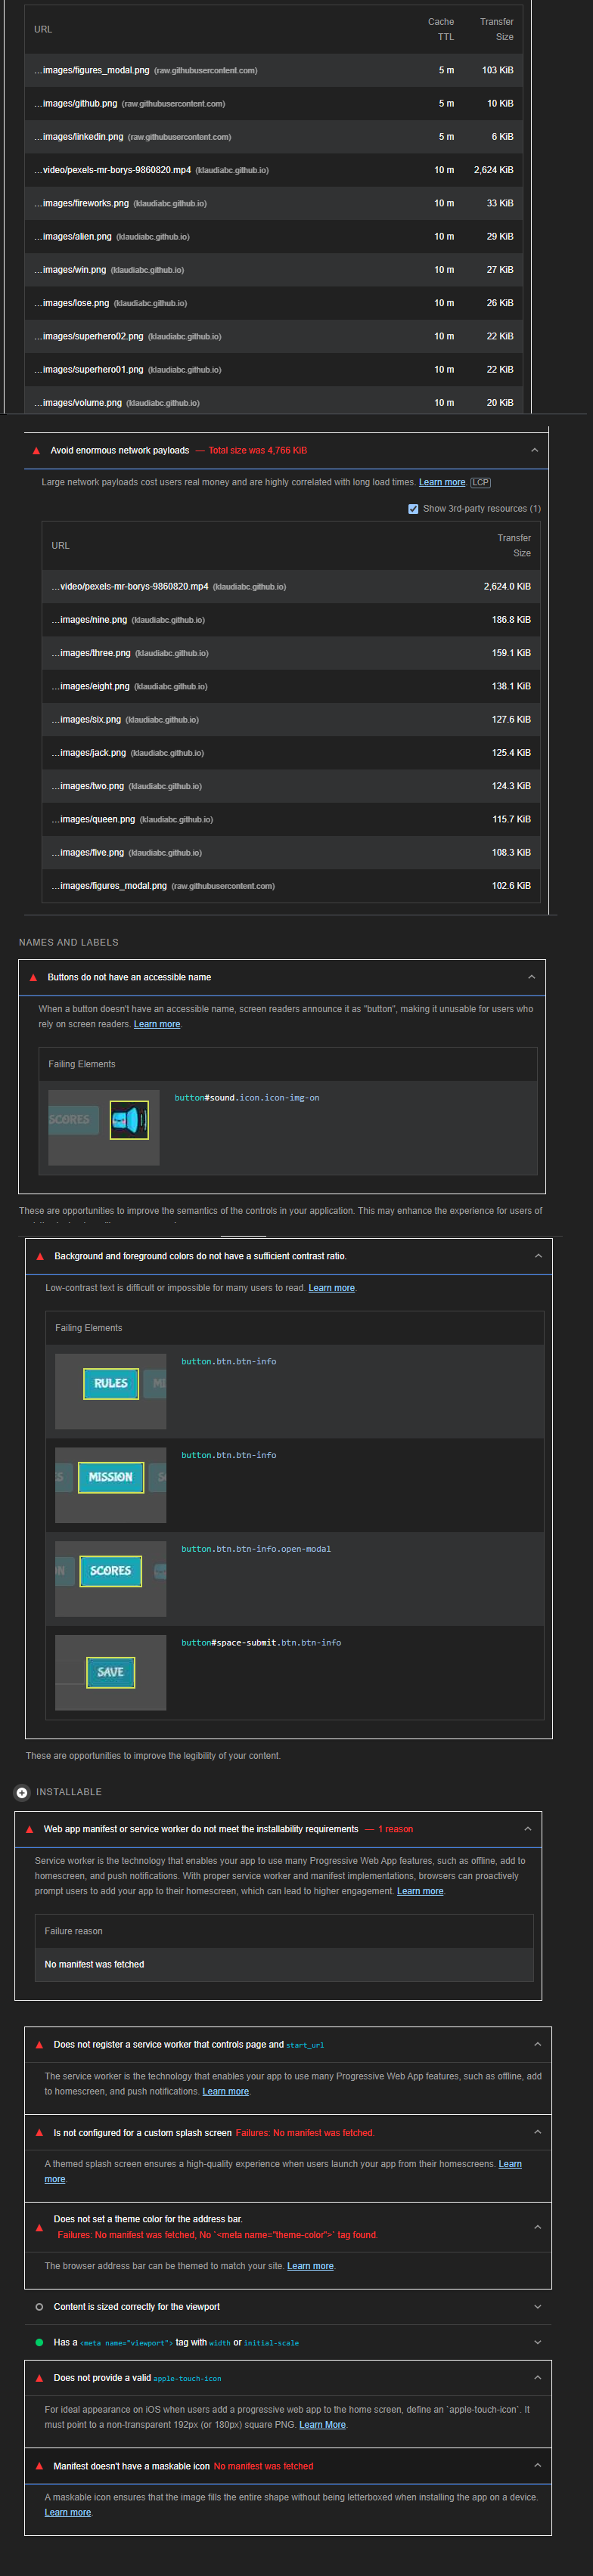 URL Cache TTL Transfer Size
...images/figures_modal.png (raw.githubusercontent.com) 5 m 103 KiB
...images/github.png (raw.githubusercontent.com) 5 m 10 KiB
...images/linkedin.png (raw.githubusercontent.com) 5 m 6 KiB
...video/pexels-mr-borys-9860820.mp4 (klaudiabc.github.io) 10 m 2,624 KiB
...images/fireworks.png (klaudiabc.github.io) 10 m 33 KiB
...images/alien.png (klaudiabc.github.io) 10 m 29 KiB
...images/win.png (klaudiabc.github.io) 10 m 27 KiB
...images/lose.png (klaudiabc.github.io) 10 m 26 KiB
...images/superhero02.png (klaudiabc.github.io) 10 m 22 KiB
...images/superhero01.png (klaudiabc.github.io) 10 m 22 KiB
...images/volume.png (klaudiabc.github.io) 10 m 20 KiB
Avoid enormous network payloads — Total size was 4,766 KiB
Large network payloads cost users real money and are highly correlated with long load times. Learn more. LCP
Show 3rd-party resources (1)
URL Transfer Size
...video/pexels-mr-borys-9860820.mp4 (klaudiabc.github.io) 2,624.0 KiB
...images/nine.png (klaudiabc.github.io) 186.8 KiB
...images/three.png (klaudiabc.github.io) 159.1 KiB
...images/eight.png (klaudiabc.github.io) 138.1 KiB
...images/six.png (klaudiabc.github.io) 127.6 KiB
...images/jack.png (klaudiabc.github.io) 125.4 KiB
...images/two.png (klaudiabc.github.io) 124.3 KiB
...images/queen.png (klaudiabc.github.io) 115.7 KiB
...images/five.png (klaudiabc.github.io) 108.3 KiB
...images/figures_modal.png (raw.githubusercontent.com) 102.6 KiB
NAMES AND LABELS
Buttons do not have an accessible name
When a button doesn't have an accessible name, screen readers announce it as "button", making it unusable for users who
rely on screen readers. Learn more.
Failing Elements
SCORES
button#sound.icon.icon-img-on
These are opportunities to improve the semantics of the controls in your application. This may enhance the experience for users of
Background and foreground colors do not have a sufficient contrast ratio.
Low-contrast text is difficult or impossible for many users to read. Learn more.
Failing Elements
RULES MI
button.btn.btn-info
S MISSION S
button.btn.btn-info
N SCORES
button.btn.btn-info.open-modal
SAVE
button#space-submit.btn.btn-info
These are opportunities to improve the legibility of your content.
INSTALLABLE
Web app manifest or service worker do not meet the installability requirements — 1 reason
Service worker is the technology that enables your app to use many Progressive Web App features, such as offline, add to
homescreen, and push notifications. With proper service worker and manifest implementations, browsers can proactively
prompt users to add your app to their homescreen, which can lead to higher engagement. Learn more.
Failure reason
No manifest was fetched
Does not register a service worker that controls page and start_url
The service worker is the technology that enables your app to use many Progressive Web App features, such as offline, add
to homescreen, and push notifications. Learn more.
Is not configured for a custom splash screen Failures: No manifest was fetched.
A themed splash screen ensures a high-quality experience when users launch your app from their homescreens. Learn
more.
Does not set a theme color for the address bar.
Failures: No manifest was fetched, No `<meta name="theme-color">` tag found.
The browser address bar can be themed to match your site. Learn more.
Content is sized correctly for the viewport
Has a <meta name="viewport"> tag with width or initial-scale
Does not provide a valid apple-touch-icon
For ideal appearance on iOS when users add a progressive web app to the home screen, define an `apple-touch-icon`. It
must point to a non-transparent 192px (or 180px) square PNG. Learn More.
Manifest doesn't have a maskable icon No manifest was fetched
A maskable icon ensures that the image fills the entire shape without being letterboxed when installing the app on a device.
Learn more.